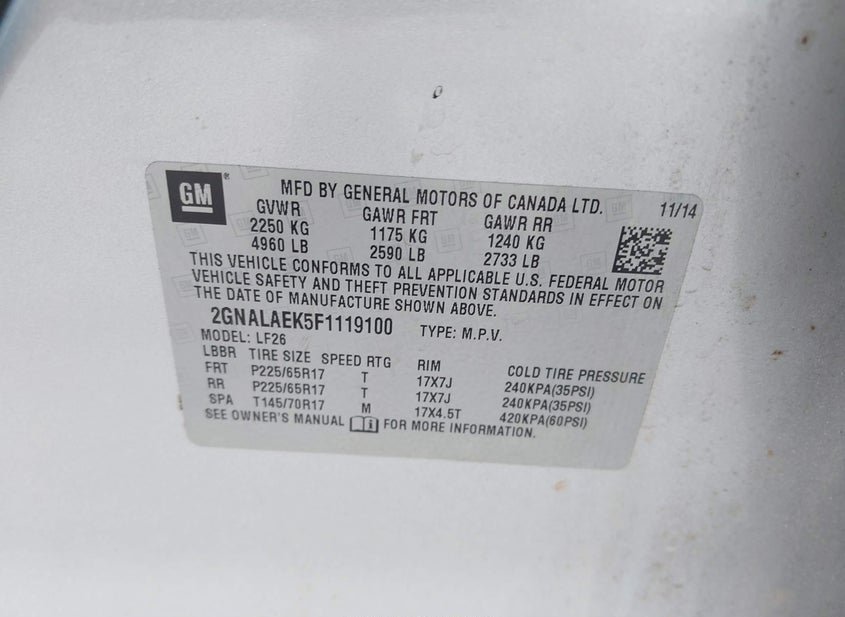 GM ®
MFD BY GENERAL MOTORS OF CANADA LTD. 11/14
GVWR GAWR FRT GAWR RR
2250 KG 1175 KG 1240 KG
4960 LB 2590 LB 2733 LB
THIS VEHICLE CONFORMS TO ALL APPLICABLE U.S. FEDERAL MOTOR
VEHICLE SAFETY AND THEFT PREVENTION STANDARDS IN EFFECT ON
THE DATE OF MANUFACTURE SHOWN ABOVE.
2GNALAEK5F1119100 TYPE: M.P.V.
MODEL: LF26
LBBR TIRE SIZE SPEED RTG RIM COLD TIRE PRESSURE
FRT P225/65R17 T 17X7J 240KPA(35PSI)
RR P225/65R17 T 17X7J 240KPA(35PSI)
SPA T145/70R17 M 17X4.5T 420KPA(60PSI)
SEE OWNER'S MANUAL i FOR MORE INFORMATION.